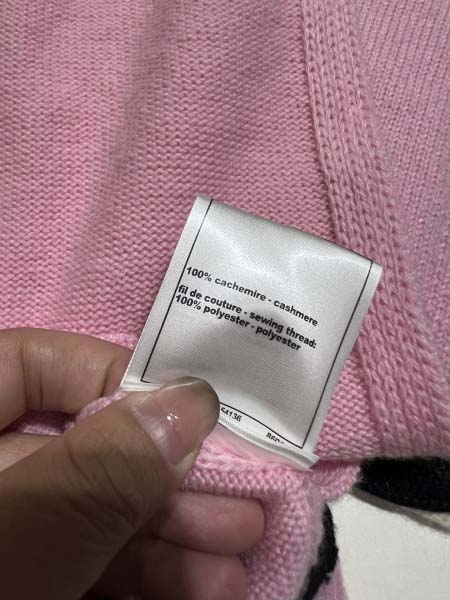 100% cachemire - cashmere
fil de couture - sewing thread:
100% polyester - polyester